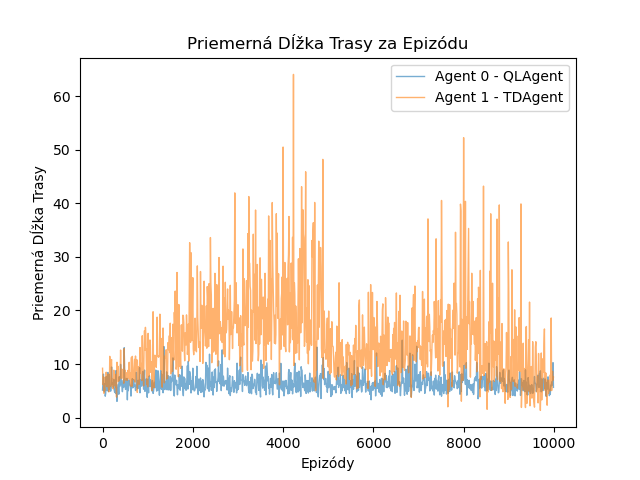 Priemerná Dĺžka Trasy za Epizódu
Agent 0 - QLAgent
Agent 1 - TDAgent
Priemerná Dĺžka Trasy
60
50
40
30
20
10
0
0 2000 4000 6000 8000 10000
Epizódy